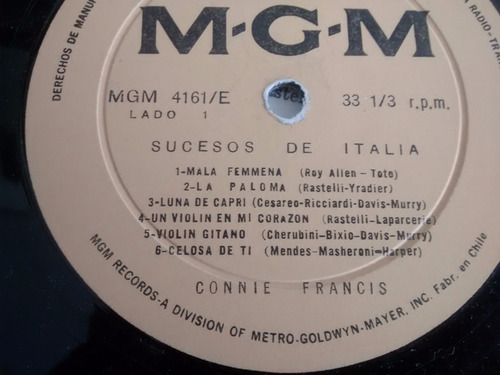 M·G·M
MGM 4161/E
33 1/3 r.p.m.
LADO 1
SUCESOS DE ITALIA
1-MALA FEMMENA (Roy Allen-Toto)
2-LA PALOMA (Rastelli-Yradier)
3-LUNA DE CAPRI (Cesareo-Ricciardi-Davis-Murry)
4-UN VIOLIN EN MI CORAZON (Rastelli-Laparcerie)
5-VIOLIN GITANO (Cherubini-Bixio-Davis-Murry)
6-CELOSA DE TI (Mendes-Masheroni-Harper)
CONNIE FRANCIS
MGM RECORDS-A DIVISION OF METRO-GOLDWYN-MAYER, INC. Fabr. en Chile
DERECHOS DE MANU
RADIO-TRA